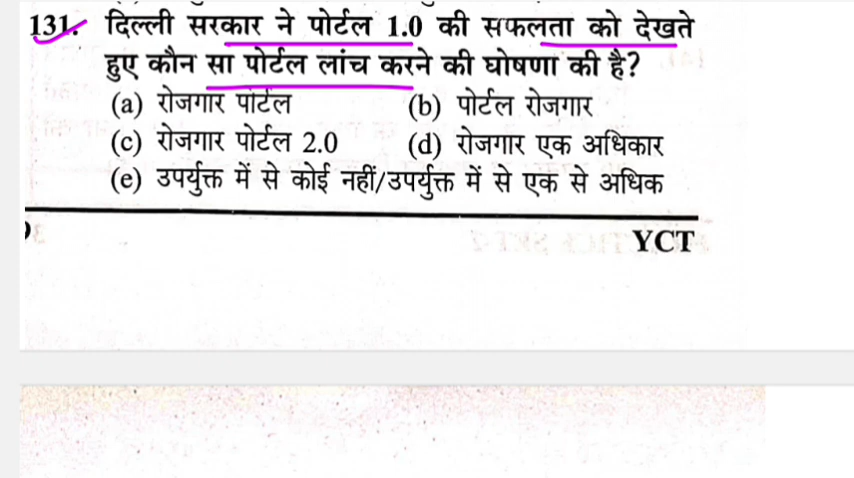 131. दिल्ली सरकार ने पोर्टल 1.0 की सफलता को देखते
हुए कौन सा पोर्टल लांच करने की घोषणा की है?
(a) रोजगार पोर्टल (b) पोर्टल रोजगार
(c) रोजगार पोर्टल 2.0 (d) रोजगार एक अधिकार
(e) उपर्युक्त में से कोई नहीं/उपर्युक्त में से एक से अधिक
YCT